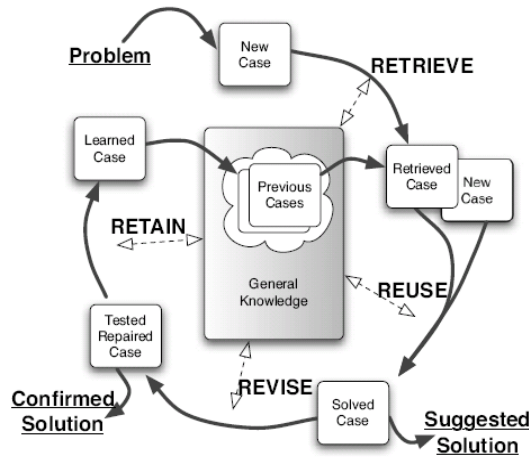 Problem
New
Case
RETRIEVE
Learned
Case
Previous
Cases
Retrieved
Case
New
Case
RETAIN
General
Knowledge
REUSE
Tested
Repaired
Case
REVISE
Confirmed
Solution
Solved
Case
Suggested
Solution